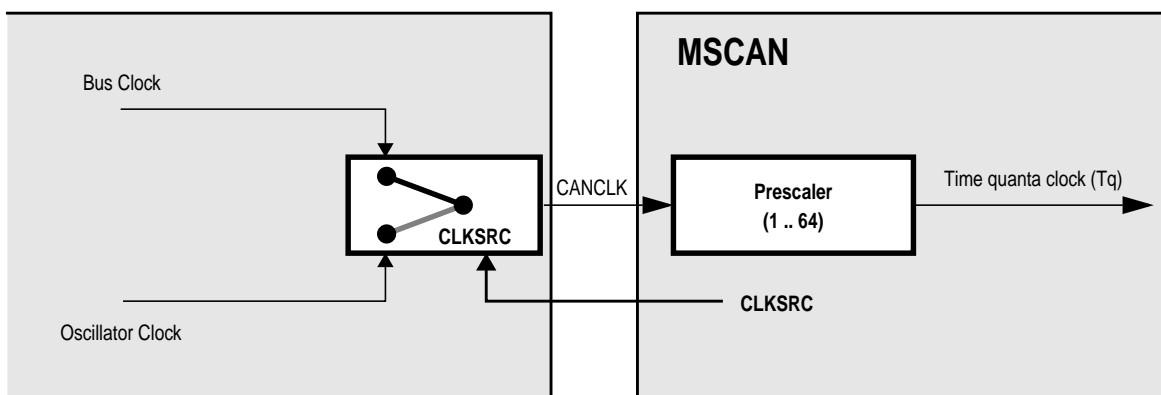 MSCAN
Bus Clock
CANCLK
Prescaler
(1 .. 64)
Time quanta clock (Tq)
CLKSRC
CLKSRC
Oscillator Clock